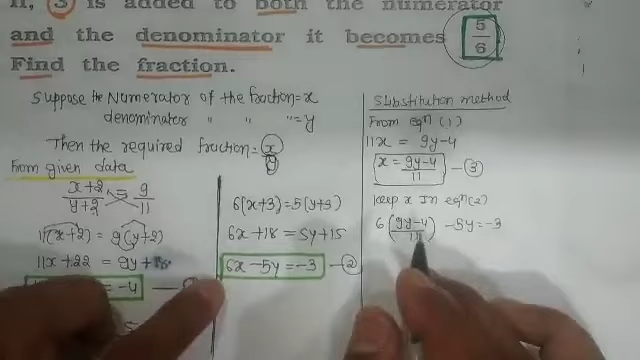 If, 3 is added to both the numerator
and the denominator it becomes 5/6
Find the fraction.
Suppose the Numerator of the fraction = x
denominator " " " = y
Then the required fraction = x/y
From given data
x+2/y+2 = 9/11
11(x+2) = 9(y+2)
11x+22 = 9y+18
= -4
5
6(x+3) = 5(y+3)
6x+18 = 5y+15
6x-5y = -3 — 2
Substitution method
From eqn (1)
11x = 9y-4
x = 9y-4/11 — 3
Keep x in eqn(2)
6(9y-4/11) -5y = -3